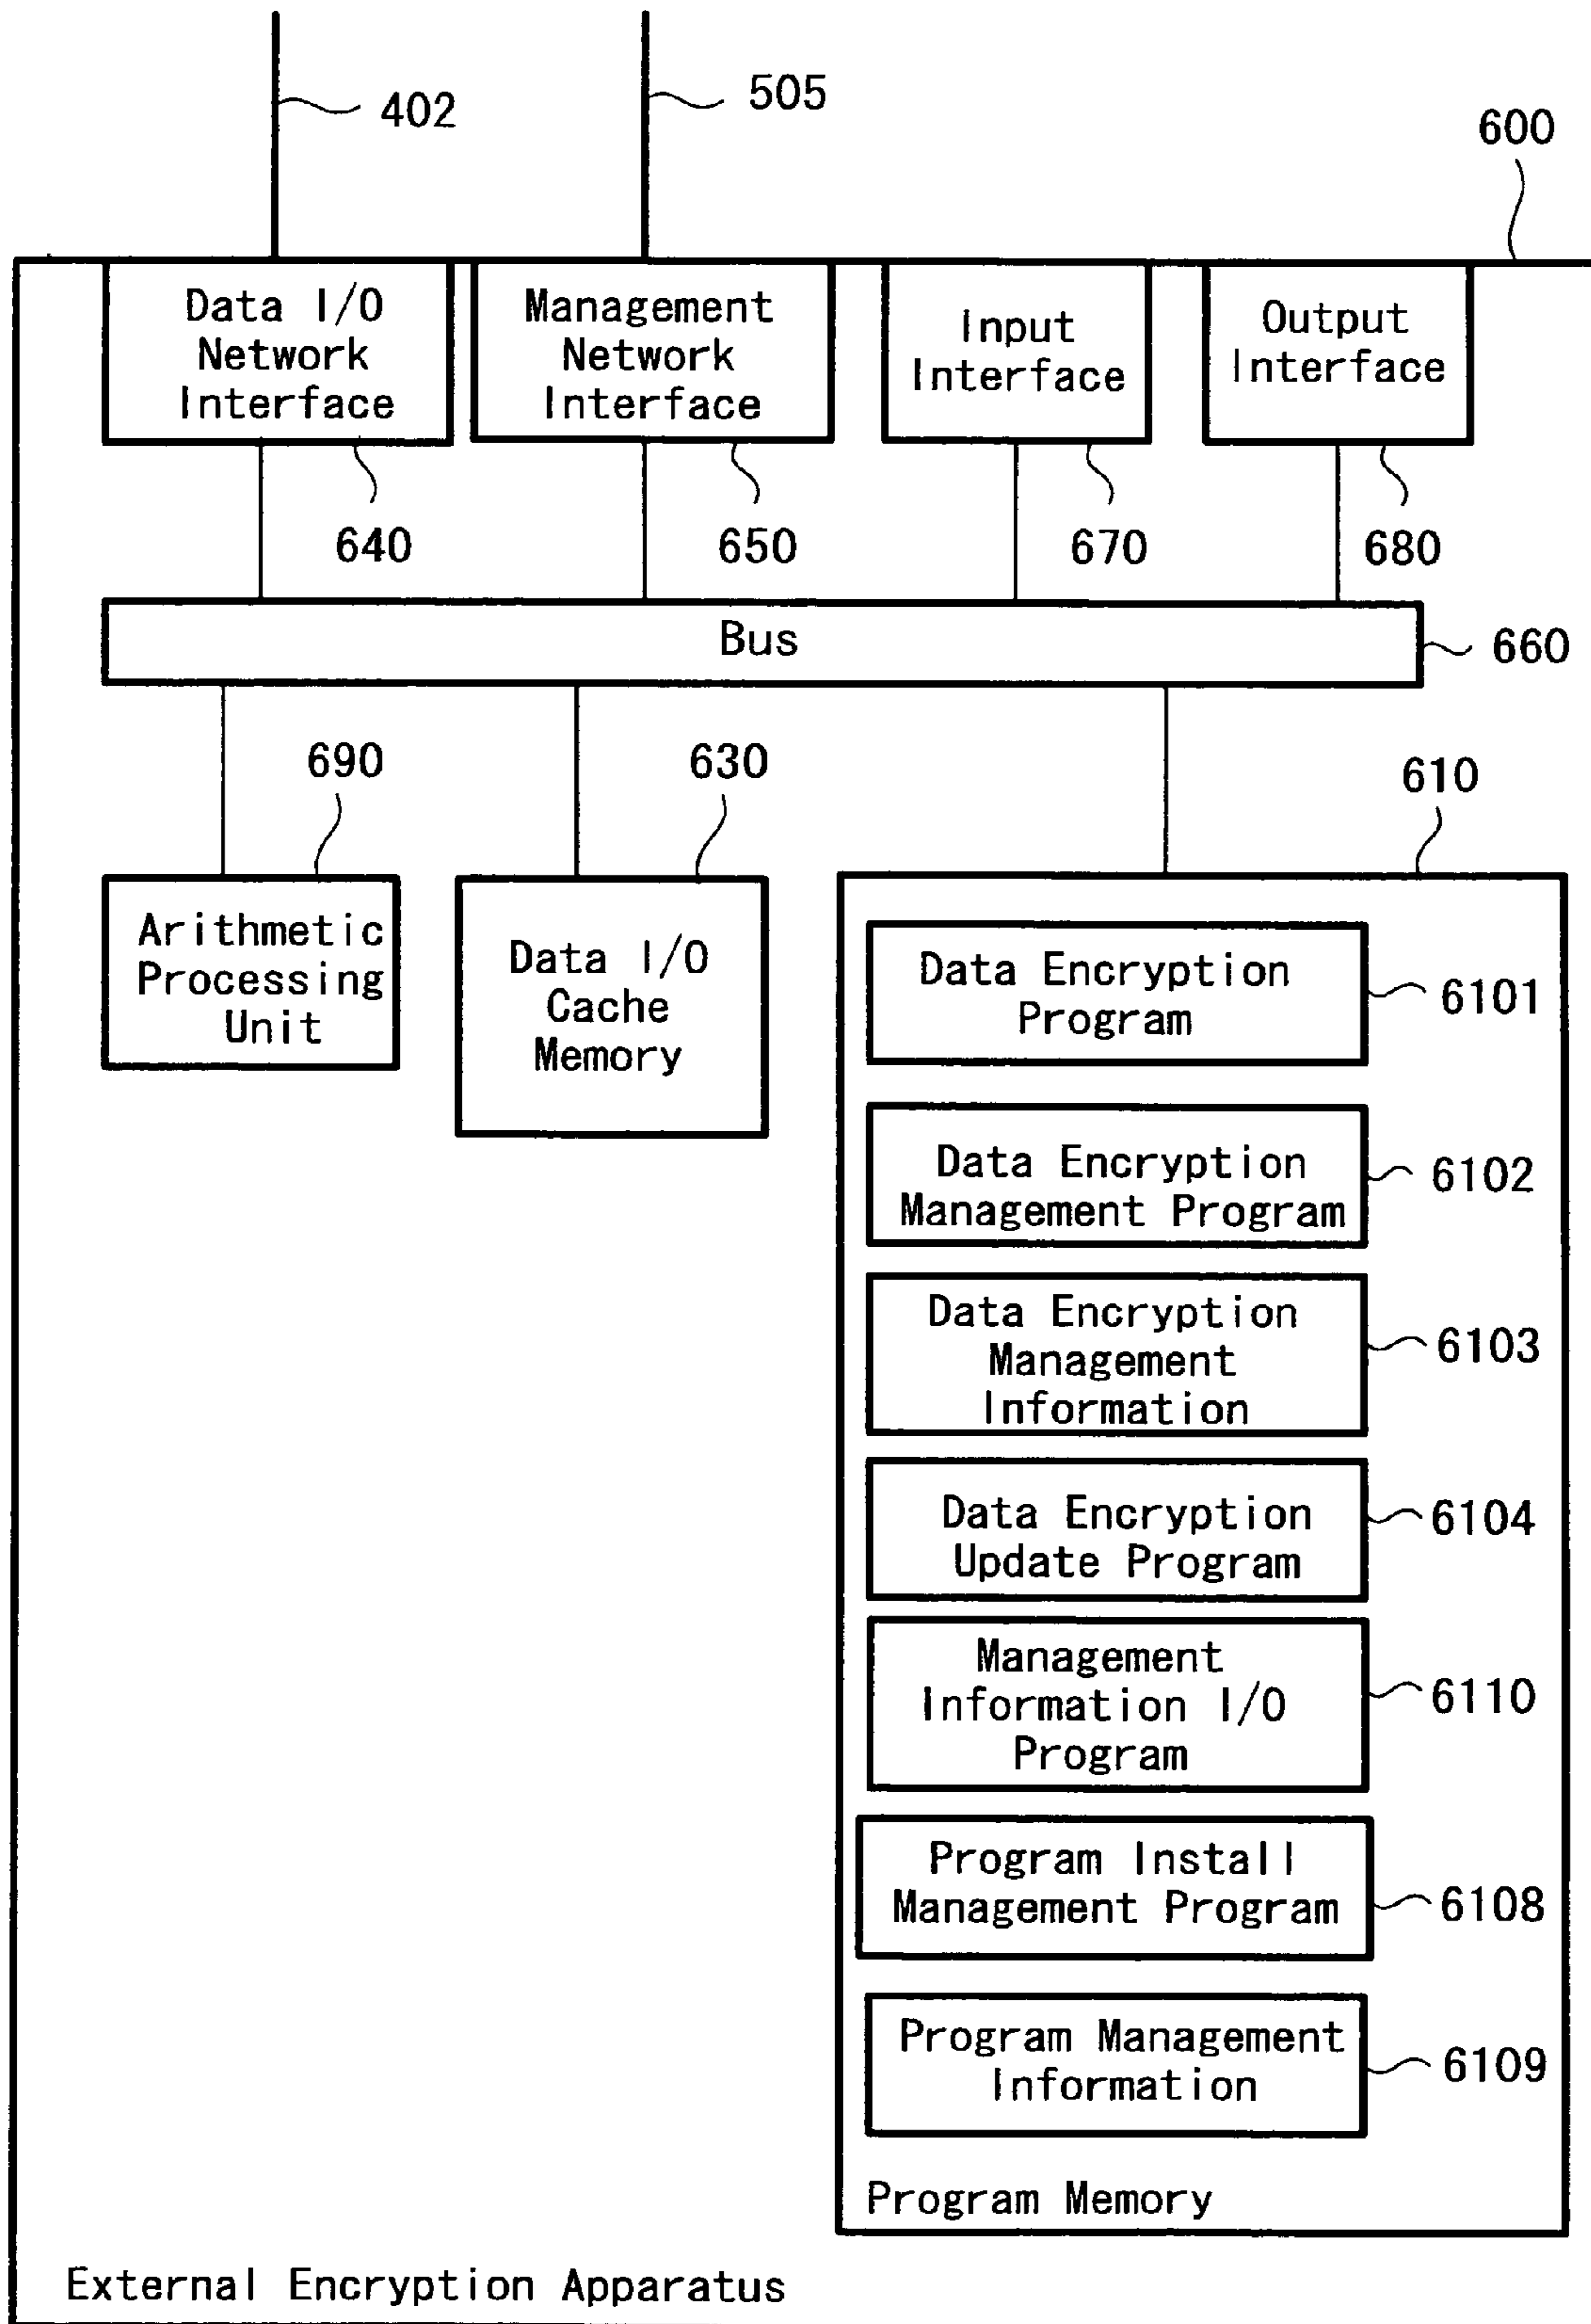 402
505
600
Data I/O
Network
Interface
Management
Network
Interface
Input
Interface
Output
Interface
640
650
670
680
Bus
660
690
630
610
Arithmetic
Processing
Unit
Data I/O
Cache
Memory
Data Encryption
Program
6101
Data Encryption
Management Program
6102
Data Encryption
Management
Information
6103
Data Encryption
Update Program
6104
Management
Information I/O
Program
6110
Program Install
Management Program
6108
Program Management
Information
6109
Program Memory
External Encryption Apparatus